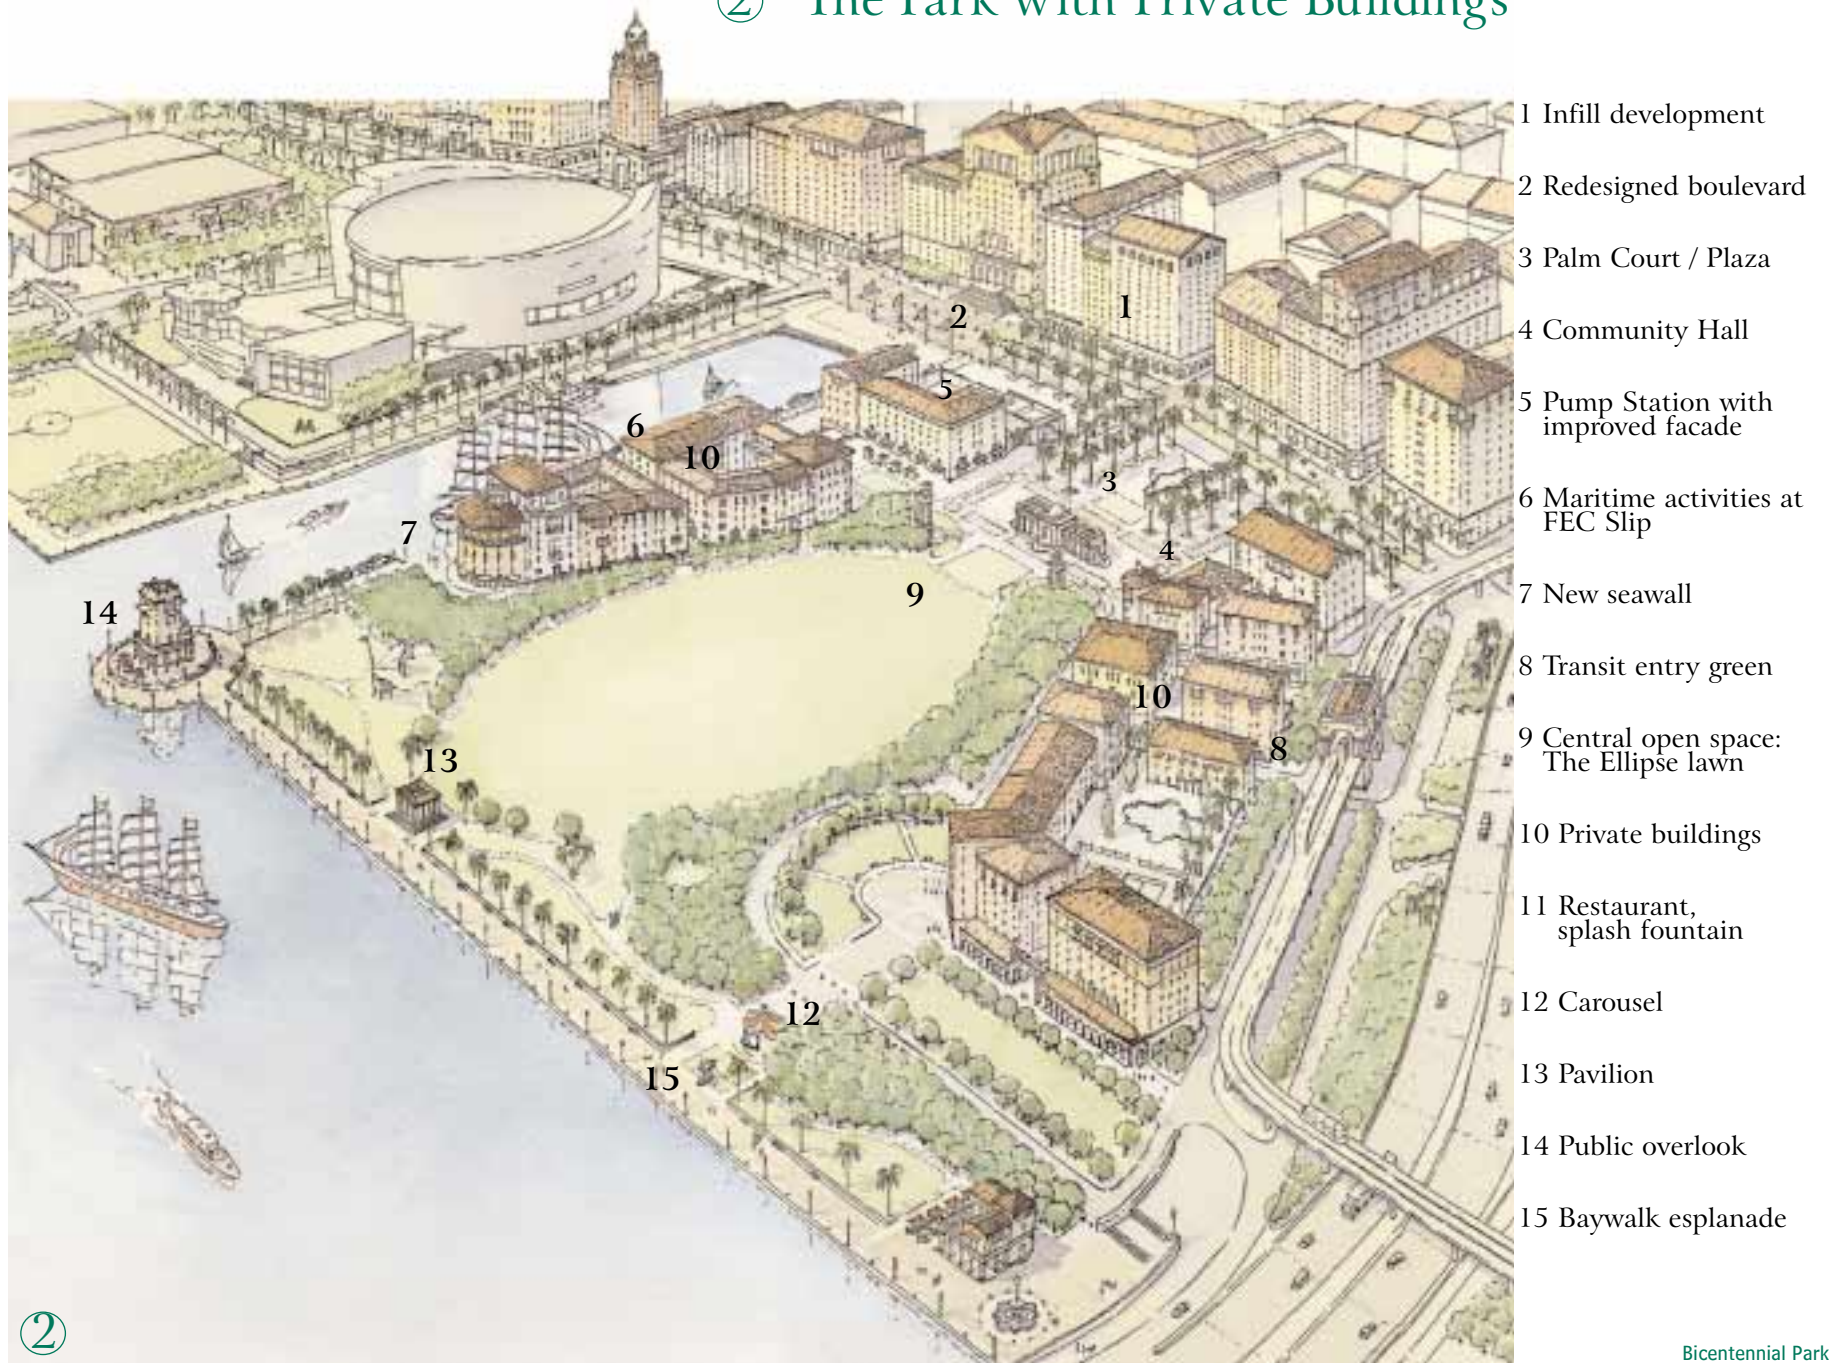 ② The Park with Private Buildings
1 Infill development
2 Redesigned boulevard
3 Palm Court / Plaza
4 Community Hall
5 Pump Station with
improved facade
6 Maritime activities at
FEC Slip
7 New seawall
8 Transit entry green
9 Central open space:
The Ellipse lawn
10 Private buildings
11 Restaurant,
splash fountain
12 Carousel
13 Pavilion
14 Public overlook
15 Baywalk esplanade
1
2
5
6
10
3
7
4
9
14
10
8
13
12
15
②
Bicentennial Park